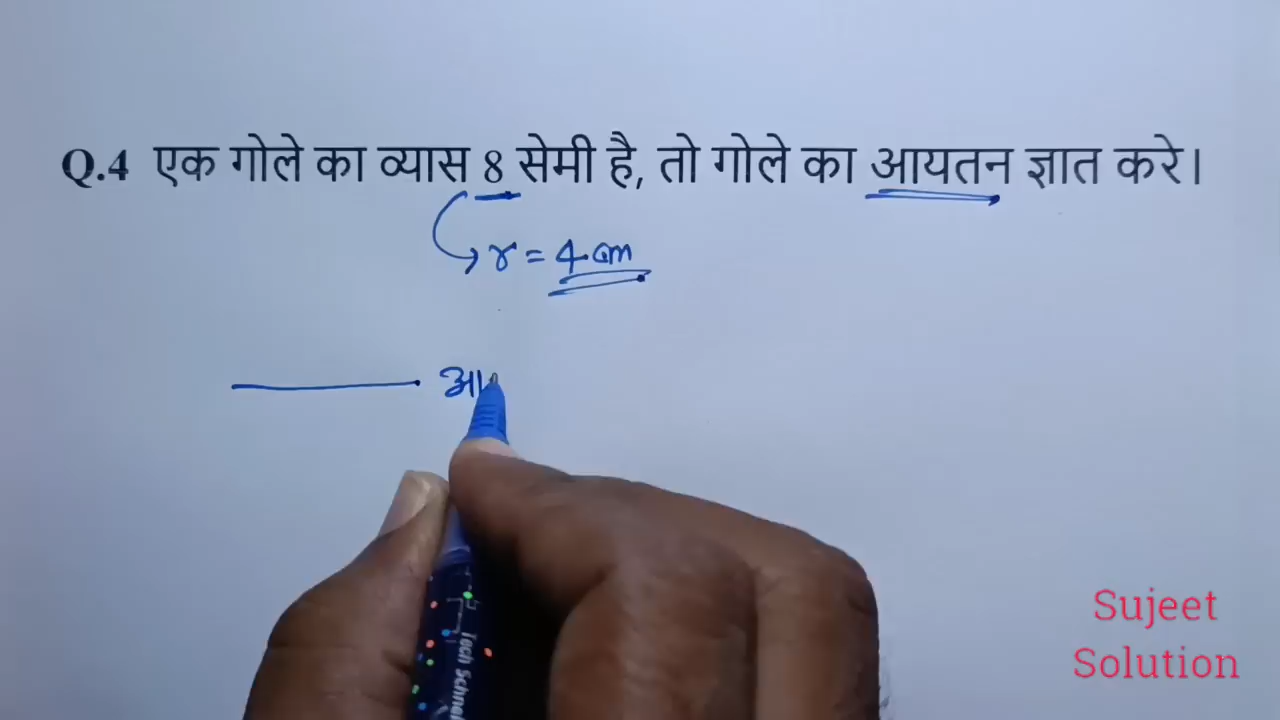 Q.4 एक गोले का व्यास 8 सेमी है, तो गोले का आयतन ज्ञात करे।
r = 4 cm
Sujeet
Solution